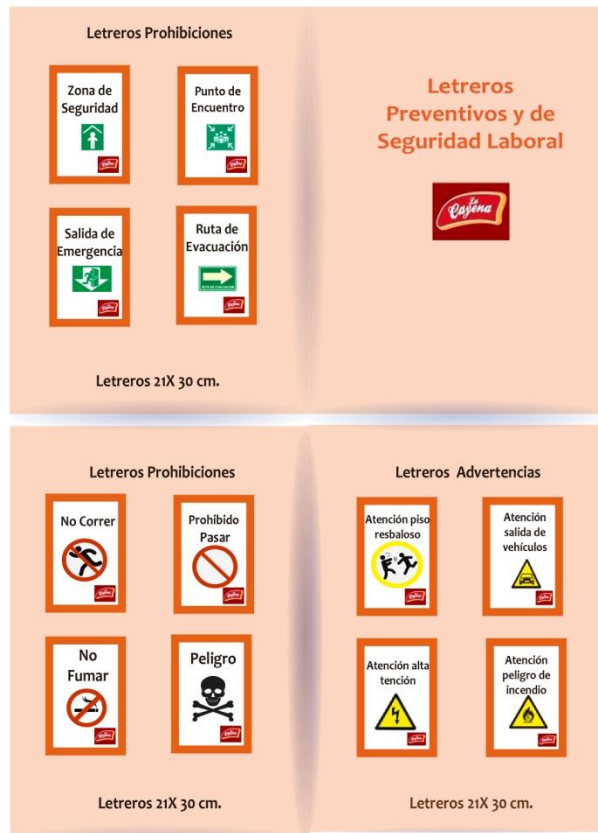 Letreros Prohibiciones
Zona de
Seguridad
Punto de
Encuentro
Salida de
Emergencia
Ruta de
Evacuación
Letreros 21X 30 cm.
Letreros
Preventivos y de
Seguridad Laboral
La
Cazena
Letreros Prohibiciones
No Correr
Prohibido
Pasar
No
Fumar
Peligro
Letreros 21X 30 cm.
Letreros Advertencias
Atención piso
resbaloso
Atención
salida de
vehículos
Atención alta
tención
Atención
peligro de
incendio
Letreros 21X 30 cm.